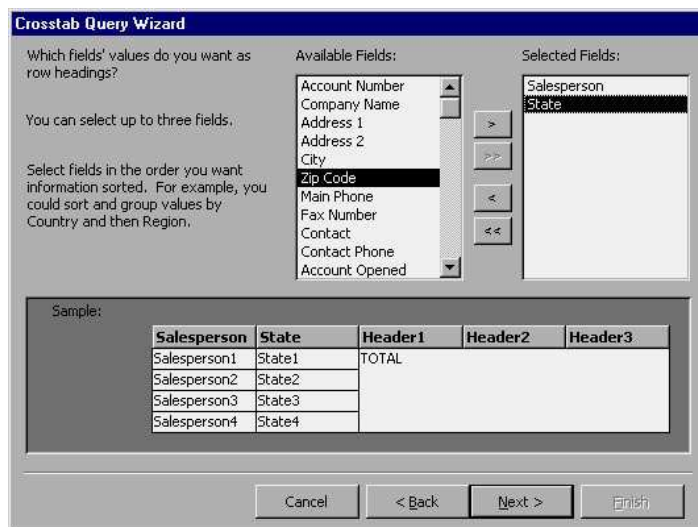 Crosstab Query Wizard
Which fields' values do you want as
row headings?
You can select up to three fields.
Select fields in the order you want
information sorted. For example, you
could sort and group values by
Country and then Region.
Available Fields:
Account Number
Company Name
Address 1
Address 2
City
Zip Code
Main Phone
Fax Number
Contact
Contact Phone
Account Opened
>
>>
<
<<
Selected Fields:
Salesperson
State
Sample:
Salesperson State Header1 Header2 Header3
Salesperson1 State1 TOTAL
Salesperson2 State2
Salesperson3 State3
Salesperson4 State4
Cancel < Back Next > Finish